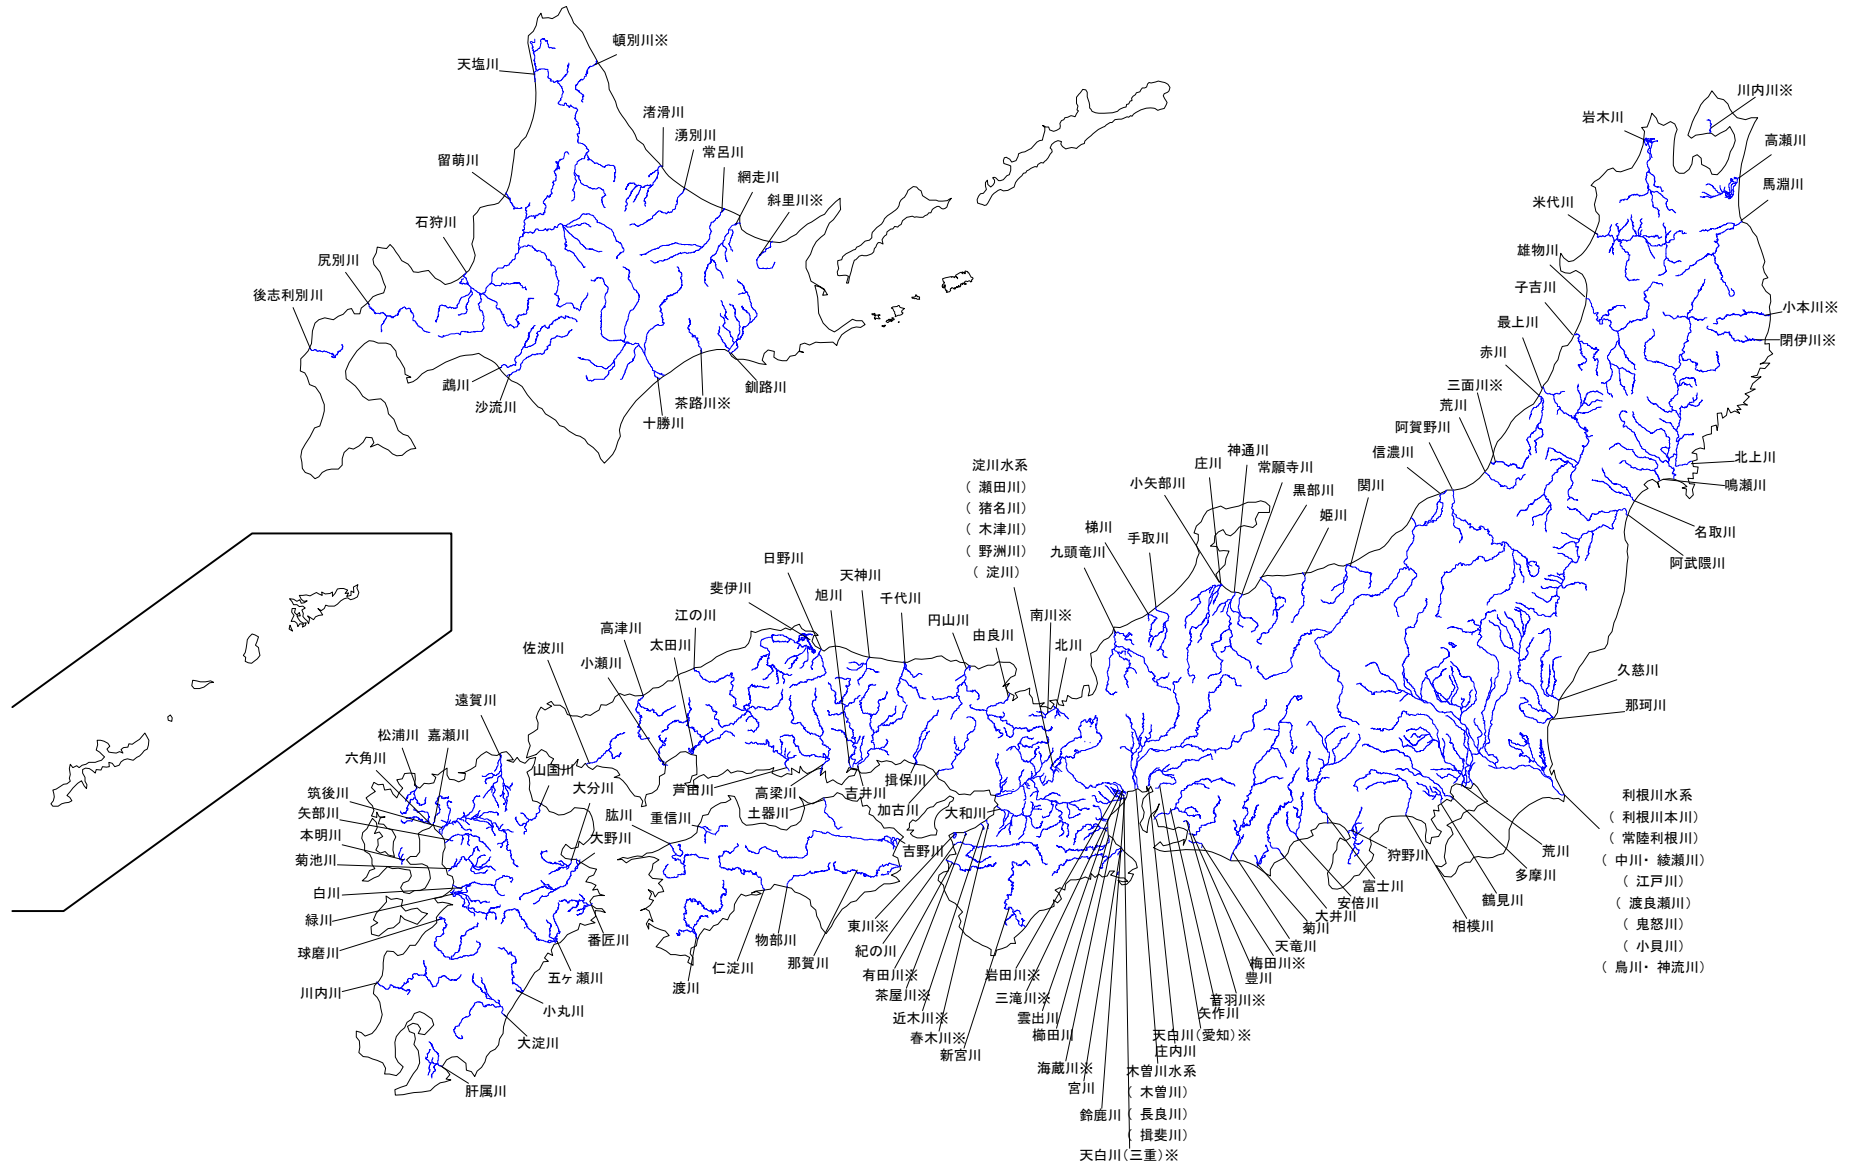 頓別川※
天塩川
渚滑川
湧別川
常呂川
留萌川
網走川
斜里川※
石狩川
尻別川
後志利別川
鵡川
沙流川
十勝川
茶路川※
釧路川
川内川※
岩木川
高瀬川
馬淵川
米代川
雄物川
子吉川
小本川※
最上川
閉伊川※
赤川
三面川※
荒川
阿賀野川
信濃川
北上川
鳴瀬川
名取川
阿武隈川
久慈川
那珂川
淀川水系
（ 瀬田川）
（ 猪名川）
（ 木津川）
（ 野洲川）
（ 淀川）
神通川
庄川
常願寺川
小矢部川
黒部川
関川
姫川
梯川
手取川
九頭竜川
日野川
天神川
斐伊川
旭川
千代川
江の川
円山川
南川※
高津川
由良川
北川
太田川
佐波川
小瀬川
遠賀川
松浦川
嘉瀬川
六角川
山国川
大分川
筑後川
矢部川
本明川
大野川
菊池川
白川
緑川
球磨川
番匠川
五ヶ瀬川
川内川
小丸川
大淀川
肝属川
芦田川
高梁川
吉井川
揖保川
加古川
土器川
重信川
肱川
大和川
吉野川
渡川
仁淀川
物部川
那賀川
東川※
紀の川
有田川※
茶屋川※
近木川※
春木川※
新宮川
岩田川※
三滝川※
雲出川
櫛田川
海蔵川※
宮川
鈴鹿川
木曽川水系
（ 木曽川）
（ 長良川）
（ 揖斐川）
天白川（三重）※
庄内川
天白川（愛知）※
矢作川
音羽川※
豊川
梅田川※
天竜川
菊川
大井川
安倍川
富士川
狩野川
相模川
鶴見川
多摩川
荒川
利根川水系
（ 利根川本川）
（ 常陸利根川）
（ 中川・ 綾瀬川）
（ 江戸川）
（ 渡良瀬川）
（ 鬼怒川）
（ 小貝川）
（ 烏川・ 神流川）